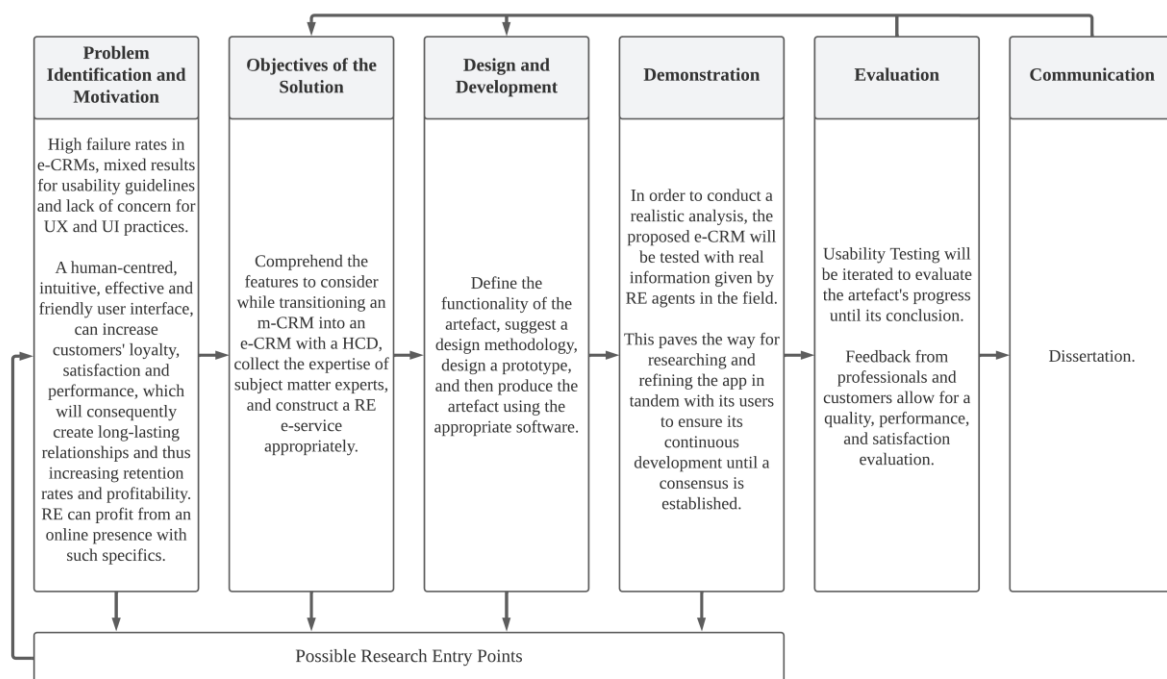 Problem
Identification and
Motivation
High failure rates in
e-CRMs, mixed results
for usability guidelines
and lack of concern for
UX and UI practices.
A human-centred,
intuitive, effective and
friendly user interface,
can increase
customers' loyalty,
satisfaction and
performance, which
will consequently
create long-lasting
relationships and thus
increasing retention
rates and profitability.
RE can profit from an
online presence with
such specifics.
Objectives of the
Solution
Comprehend the
features to consider
while transitioning an
m-CRM into an
e-CRM with a HCD,
collect the expertise of
subject matter experts,
and construct a RE
e-service
appropriately.
Design and
Development
Define the
functionality of the
artefact, suggest a
design methodology,
design a prototype,
and then produce the
artefact using the
appropriate software.
Demonstration
In order to conduct a
realistic analysis, the
proposed e-CRM will
be tested with real
information given by
RE agents in the field.
This paves the way for
researching and
refining the app in
tandem with its users
to ensure its
continuous
development until a
consensus is
established.
Evaluation
Usability Testing will
be iterated to evaluate
the artefact's progress
until its conclusion.
Feedback from
professionals and
customers allow for a
quality, performance,
and satisfaction
evaluation.
Communication
Dissertation.
Possible Research Entry Points